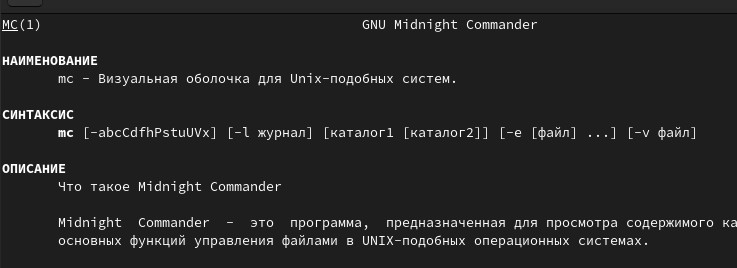 MC(1) GNU Midnight Commander
НАИМЕНОВАНИЕ
mc - Визуальная оболочка для Unix-подобных систем.
СИНТАКСИС
mc [-abcCdfhPstuUVx] [-l журнал] [каталог1 [каталог2]] [-e [файл] ...] [-v файл]
ОПИСАНИЕ
Что такое Midnight Commander
Midnight Commander – это программа, предназначенная для просмотра содержимого ка
основных функций управления файлами в UNIX-подобных операционных системах.